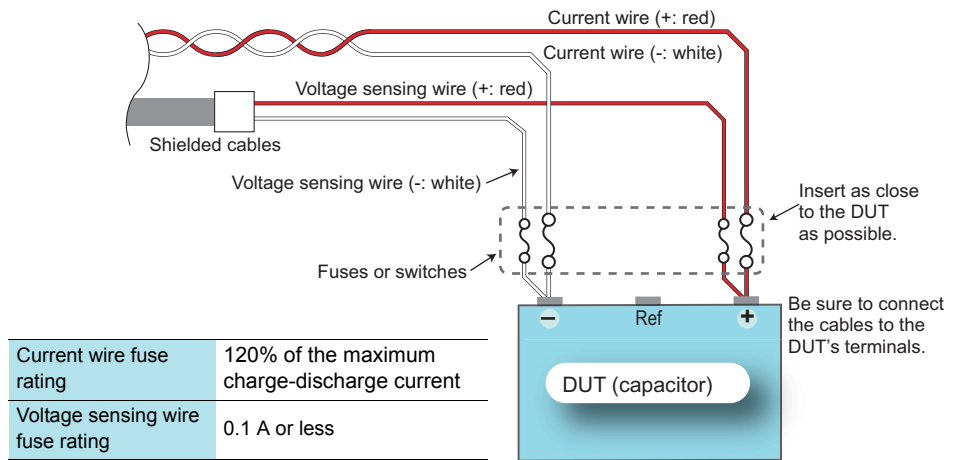 Current wire (+: red)
Current wire (-: white)
Voltage sensing wire (+: red)
Shielded cables
Voltage sensing wire (-: white)
Insert as close
to the DUT
as possible.
Fuses or switches
Be sure to connect
the cables to the
DUT's terminals.
−
Ref
+
DUT (capacitor)
Current wire fuse
rating
120% of the maximum
charge-discharge current
Voltage sensing wire
fuse rating
0.1 A or less